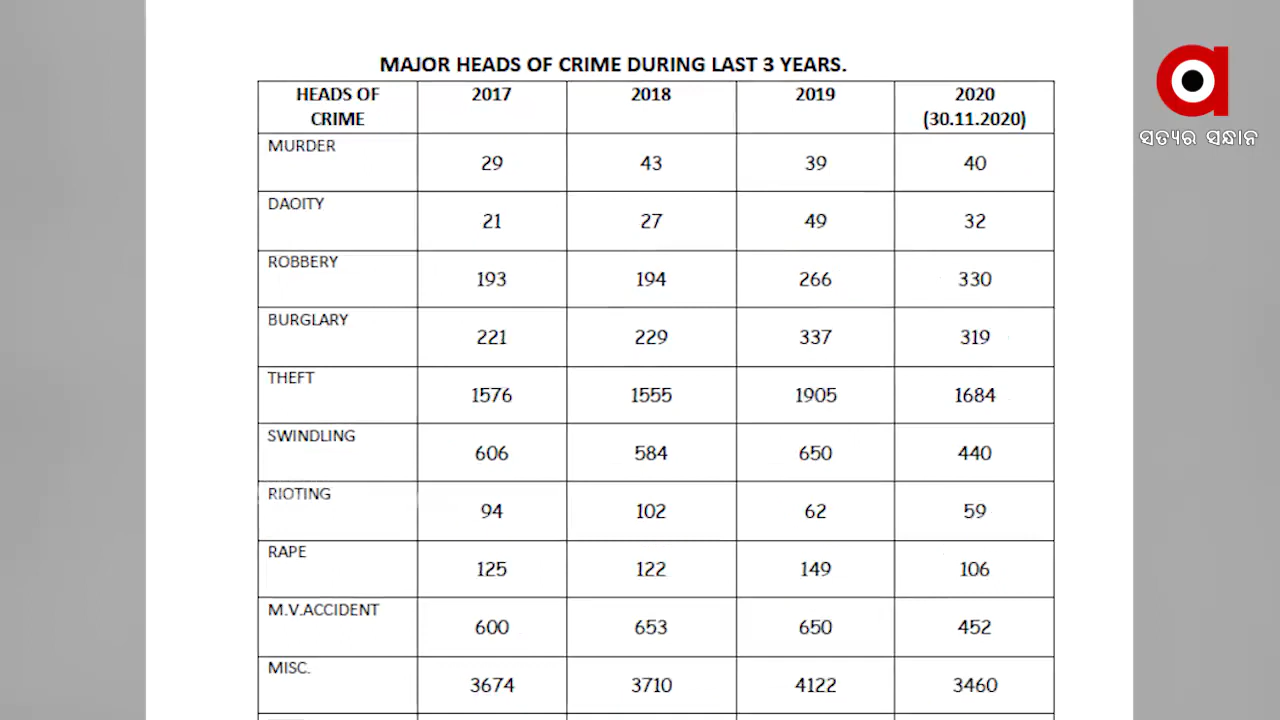 MAJOR HEADS OF CRIME DURING LAST 3 YEARS.
HEADS OF CRIME 2017 2018 2019 2020 (30.11.2020)
MURDER 29 43 39 40
DAOITY 21 27 49 32
ROBBERY 193 194 266 330
BURGLARY 221 229 337 319
THEFT 1576 1555 1905 1684
SWINDLING 606 584 650 440
RIOTING 94 102 62 59
RAPE 125 122 149 106
M.V.ACCIDENT 600 653 650 452
MISC. 3674 3710 4122 3460
a
ସତ୍ୟର ସନ୍ଧାନ